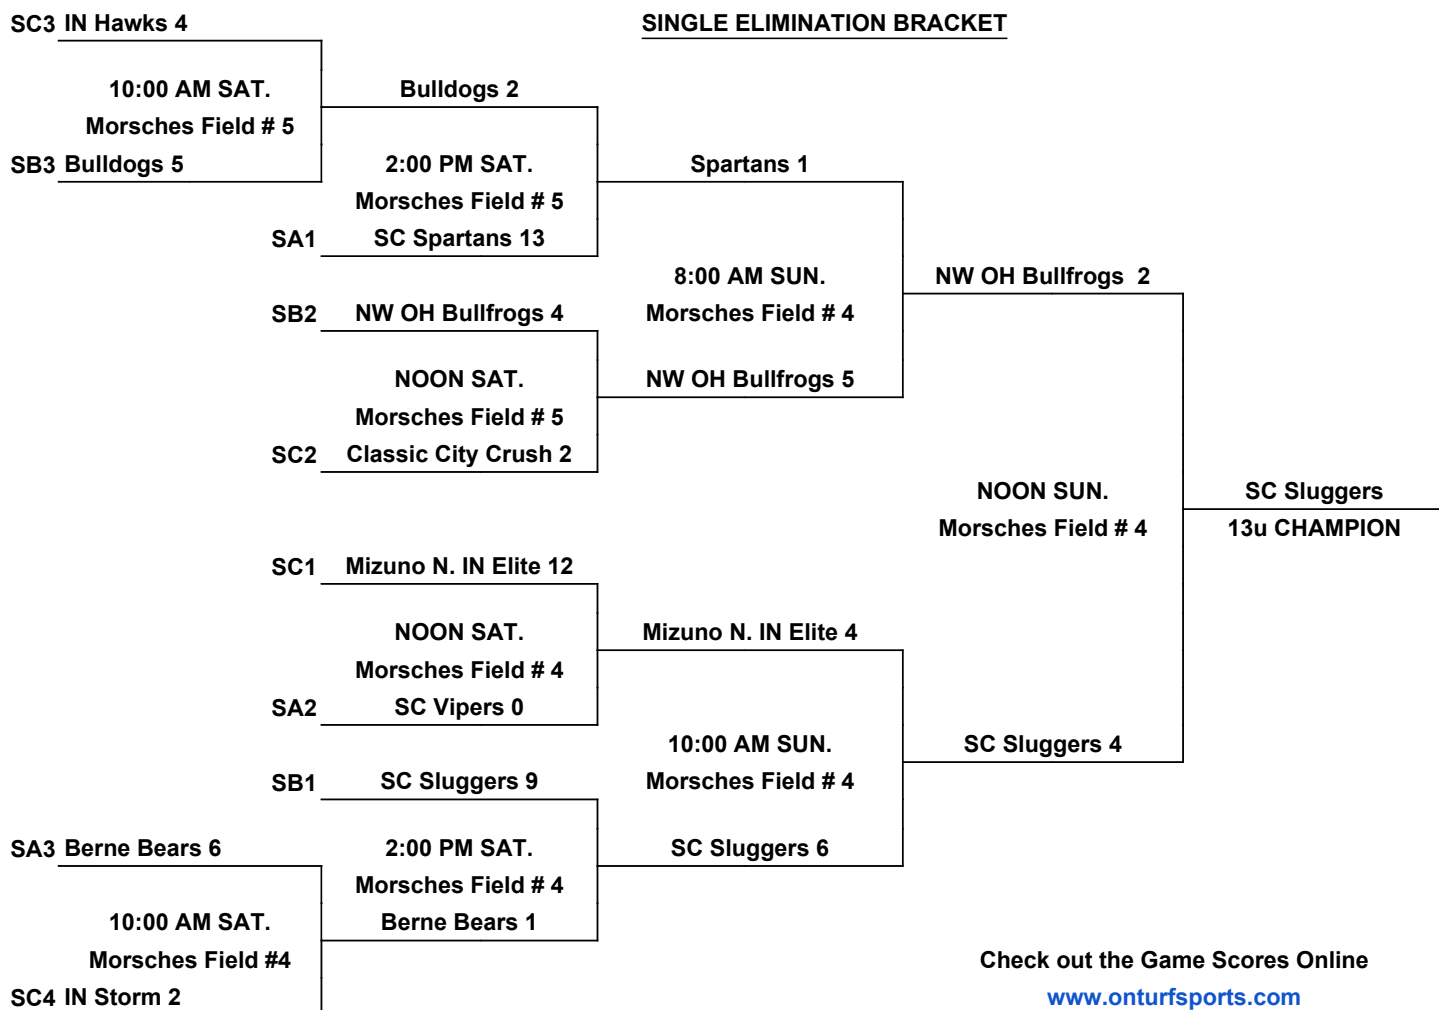 SC3 IN Hawks 4 SINGLE ELIMINATION BRACKET
10:00 AM SAT. Bulldogs 2
Morsches Field # 5
SB3 Bulldogs 5 2:00 PM SAT. Spartans 1
Morsches Field # 5
SA1 SC Spartans 13
8:00 AM SUN. NW OH Bullfrogs 2
SB2 NW OH Bullfrogs 4 Morsches Field # 4
NOON SAT. NW OH Bullfrogs 5
Morsches Field # 5
SC2 Classic City Crush 2
NOON SUN. SC Sluggers
Morsches Field # 4 13u CHAMPION
SC1 Mizuno N. IN Elite 12
NOON SAT. Mizuno N. IN Elite 4
Morsches Field # 4
SA2 SC Vipers 0
10:00 AM SUN. SC Sluggers 4
SB1 SC Sluggers 9 Morsches Field # 4
SA3 Berne Bears 6 2:00 PM SAT. SC Sluggers 6
Morsches Field # 4
10:00 AM SAT. Berne Bears 1
Morsches Field #4 Check out the Game Scores Online
SC4 IN Storm 2 www.onturfsports.com